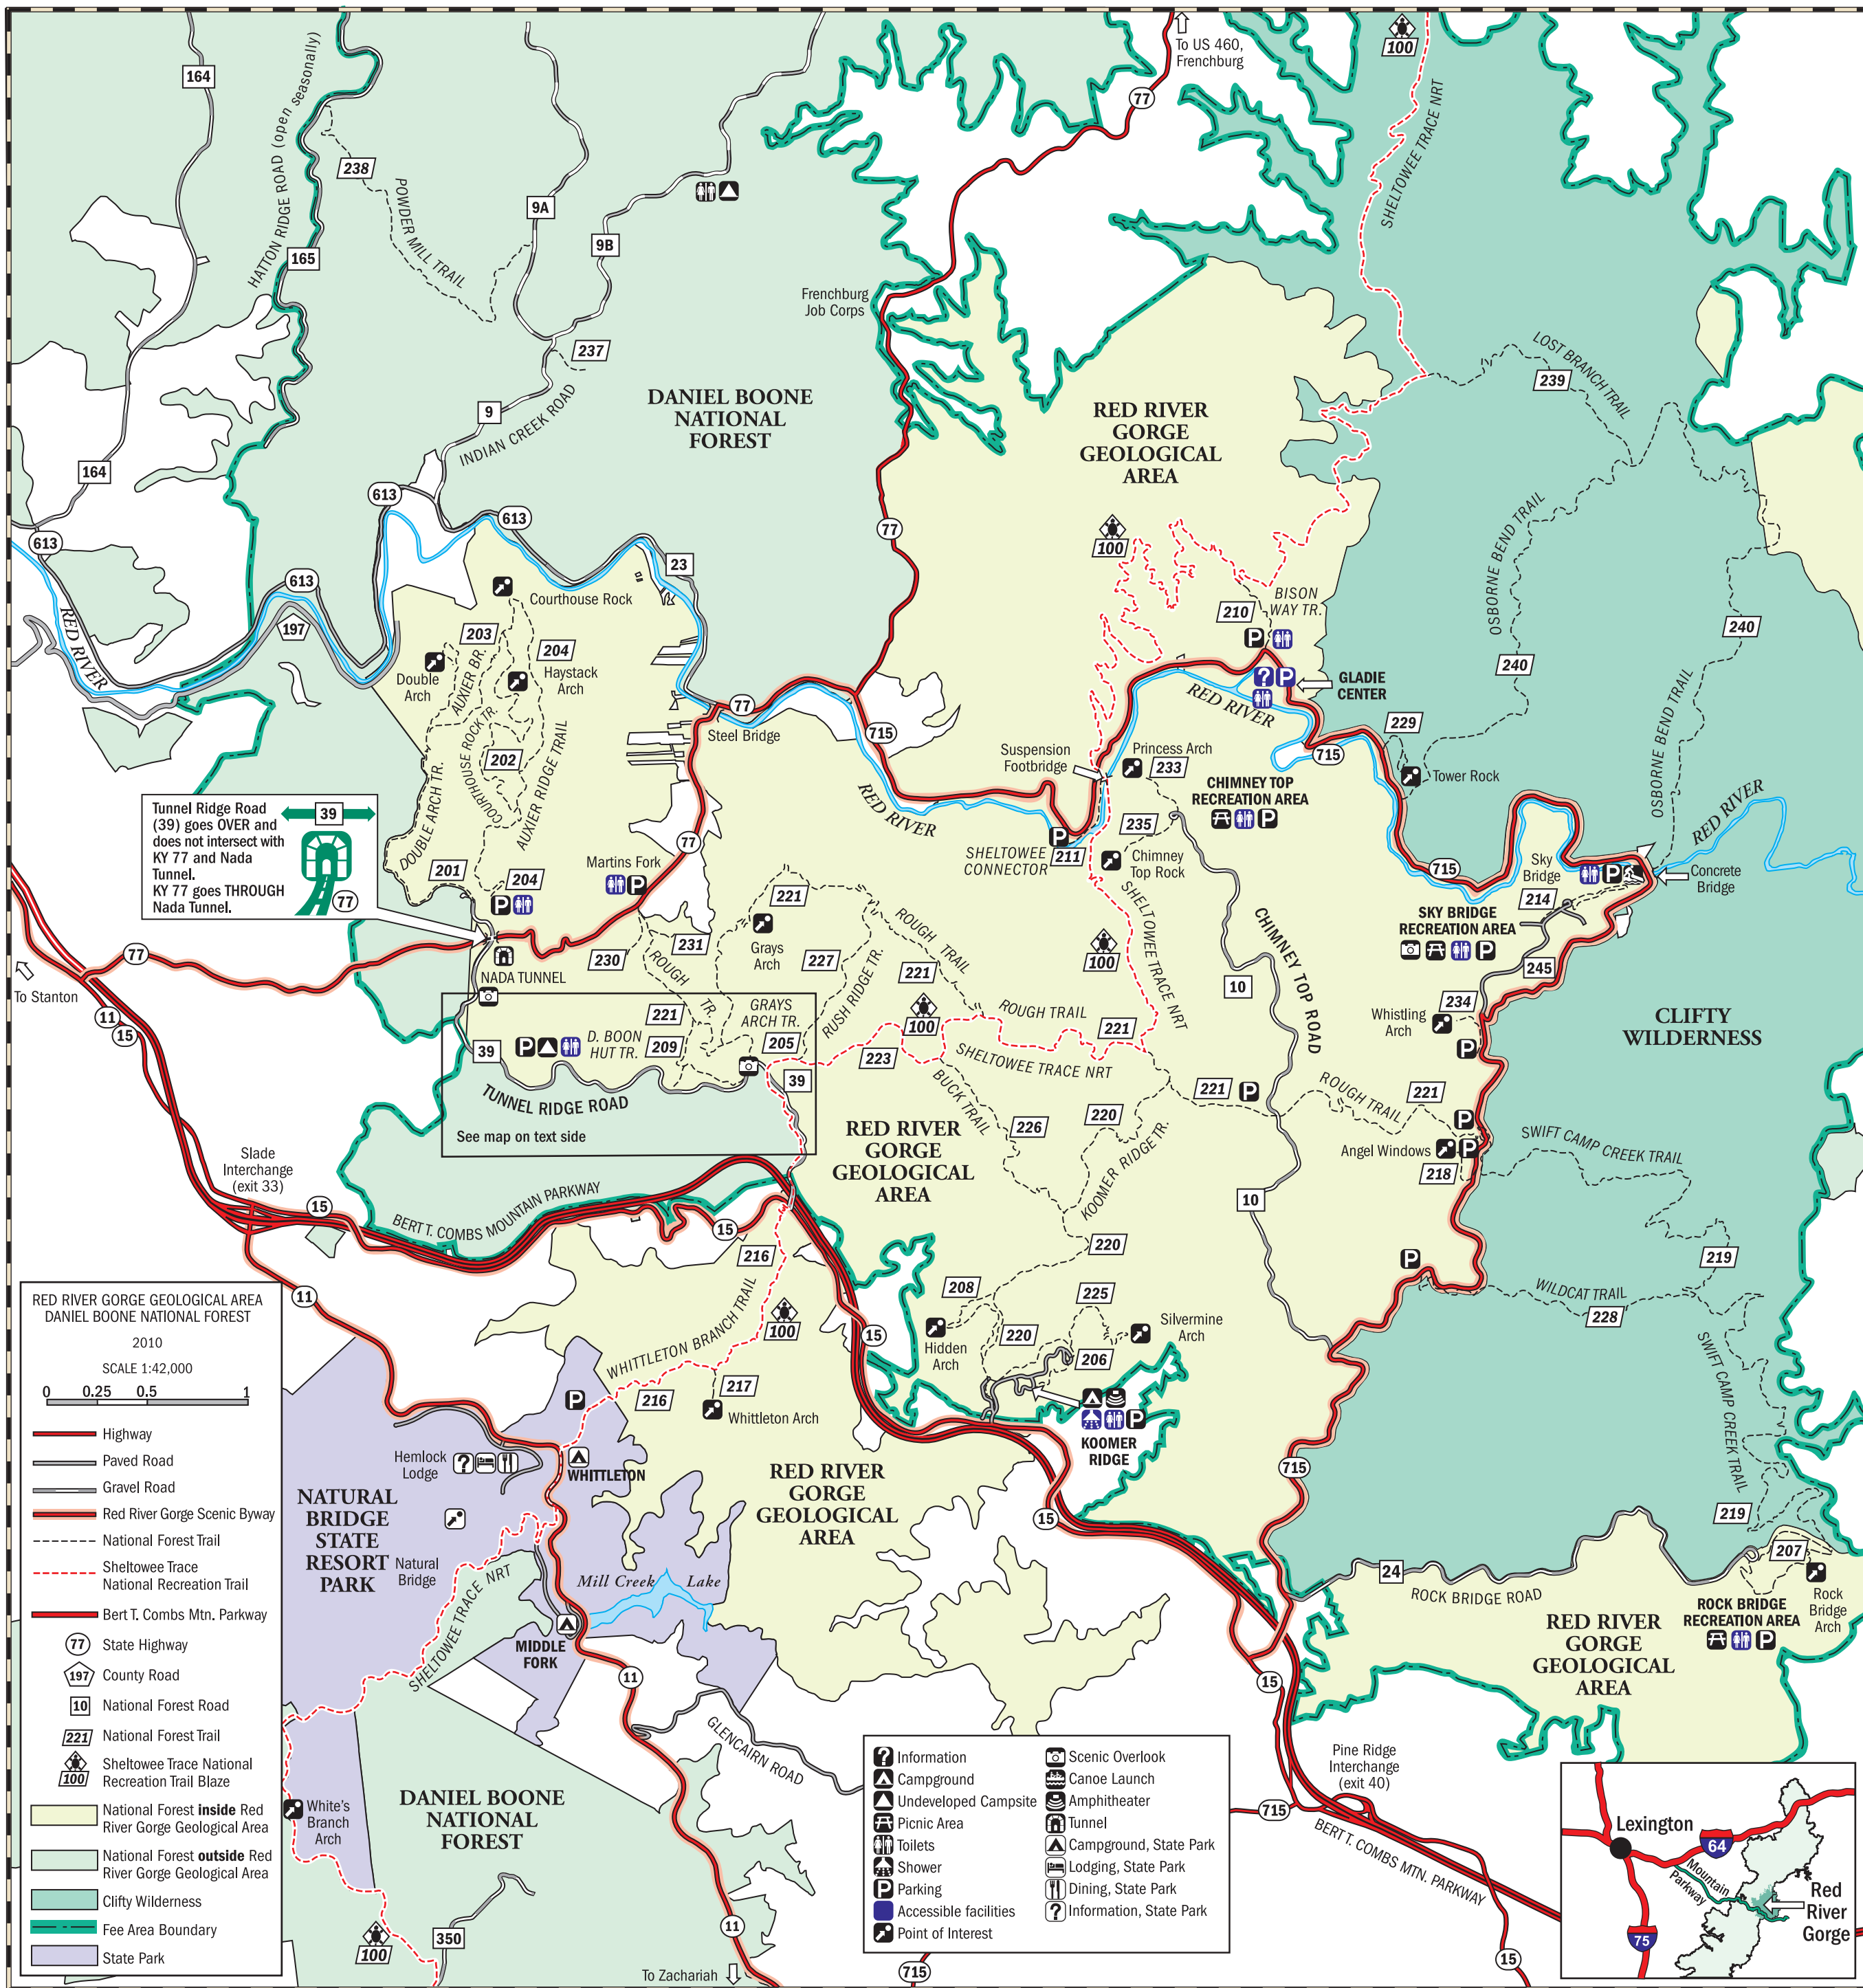 To US 460,
Frenchburg
100
164
HATTON RIDGE ROAD (open seasonally)
77
SHELTOWEE TRACE NRT
238
POWDER MILL TRAIL
9A
9B
165
Frenchburg
Job Corps
237
LOST BRANCH TRAIL
239
9
INDIAN CREEK ROAD
DANIEL BOONE
NATIONAL
FOREST
RED RIVER
GORGE
GEOLOGICAL
AREA
164
613
613
613
77
100
OSBORNE BEND TRAIL
23
613
197
RED RIVER
Courthouse Rock
BISON
WAY TR.
210
240
203
204
Double
Arch
AUXIER BR.
Haystack
Arch
240
GLADIE
CENTER
COURTHOUSE ROCK TR.
202
AUXIER RIDGE TRAIL
DOUBLE ARCH TR.
77
Steel Bridge
715
RED RIVER
229
OSBORNE BEND TRAIL
Suspension
Footbridge
Princess Arch
233
715
Tower Rock
CHIMNEY TOP
RECREATION AREA
RED RIVER
RED RIVER
Tunnel Ridge Road
(39) goes OVER and
does not intersect with
KY 77 and Nada
Tunnel.
KY 77 goes THROUGH
Nada Tunnel.
39
77
77
235
SHELTOWEE
CONNECTOR
211
Chimney
Top Rock
Martins Fork
201
204
715
Sky
Bridge
Concrete
Bridge
214
SKY BRIDGE
RECREATION AREA
221
Grays
Arch
ROUGH TRAIL
SHELTOWEE TRACE NRT
CHIMNEY TOP ROAD
77
To Stanton
NADA TUNNEL
230
231
227
221
100
245
10
ROUGH TR.
RUSH RIDGE TR.
11
15
221
GRAYS
ARCH TR.
205
100
ROUGH TRAIL
221
234
Whistling
Arch
CLIFTY
WILDERNESS
39
D. BOON
HUT TR.
209
39
223
SHELTOWEE TRACE NRT
TUNNEL RIDGE ROAD
See map on text side
BUCK TRAIL
226
220
KOOMER RIDGE TR.
221
ROUGH TRAIL
221
RED RIVER
GORGE
GEOLOGICAL
AREA
Angel Windows
218
SWIFT CAMP CREEK TRAIL
Slade
Interchange
(exit 33)
15
BERT T. COMBS MOUNTAIN PARKWAY
15
216
10
220
219
WILDCAT TRAIL
228
11
208
225
WHITTLETON BRANCH TRAIL
100
15
Hidden
Arch
220
Silvermine
Arch
206
SWIFT CAMP CREEK TRAIL
216
217
Whittleton Arch
KOOMER
RIDGE
Hemlock
Lodge
WHITTLETON
NATURAL
BRIDGE
STATE
RESORT
PARK
RED RIVER
GORGE
GEOLOGICAL
AREA
15
715
219
Natural
Bridge
SHELTOWEE TRACE NRT
Mill Creek Lake
24
ROCK BRIDGE ROAD
207
Rock
Bridge
Arch
ROCK BRIDGE
RECREATION AREA
MIDDLE
FORK
RED RIVER
GORGE
GEOLOGICAL
AREA
11
15
GLENCAIRN ROAD
Pine Ridge
Interchange
(exit 40)
715
BERT T. COMBS MTN. PARKWAY
White's
Branch
Arch
DANIEL BOONE
NATIONAL
FOREST
100
350
11
To Zachariah
715
15
RED RIVER GORGE GEOLOGICAL AREA
DANIEL BOONE NATIONAL FOREST
2010
SCALE 1:42,000
0 0.25 0.5 1
Highway
Paved Road
Gravel Road
Red River Gorge Scenic Byway
National Forest Trail
Sheltowee Trace
National Recreation Trail
Bert T. Combs Mtn. Parkway
77 State Highway
197 County Road
10 National Forest Road
221 National Forest Trail
100 Sheltowee Trace National
Recreation Trail Blaze
National Forest inside Red
River Gorge Geological Area
National Forest outside Red
River Gorge Geological Area
Clifty Wilderness
Fee Area Boundary
State Park
Information
Campground
Undeveloped Campsite
Picnic Area
Toilets
Shower
Parking
Accessible facilities
Point of Interest
Scenic Overlook
Canoe Launch
Amphitheater
Tunnel
Campground, State Park
Lodging, State Park
Dining, State Park
Information, State Park
Lexington
64
Mountain
Parkway
75
Red
River
Gorge